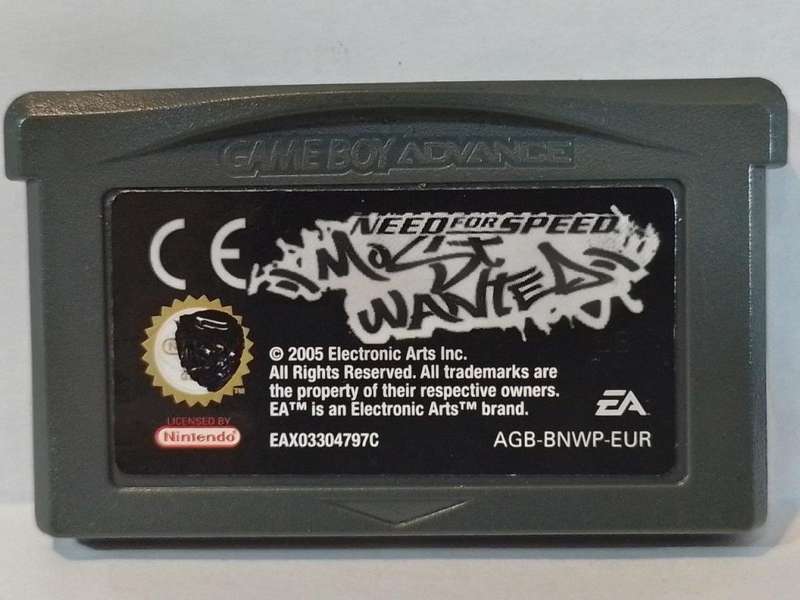 GAME BOY ADVANCE
CE
NEED FOR SPEED
MOST
WANTED
© 2005 Electronic Arts Inc.
All Rights Reserved. All trademarks are
the property of their respective owners.
EA™ is an Electronic Arts™ brand.
EA
TM
LICENSED BY
Nintendo
EAX03304797C
AGB-BNWP-EUR